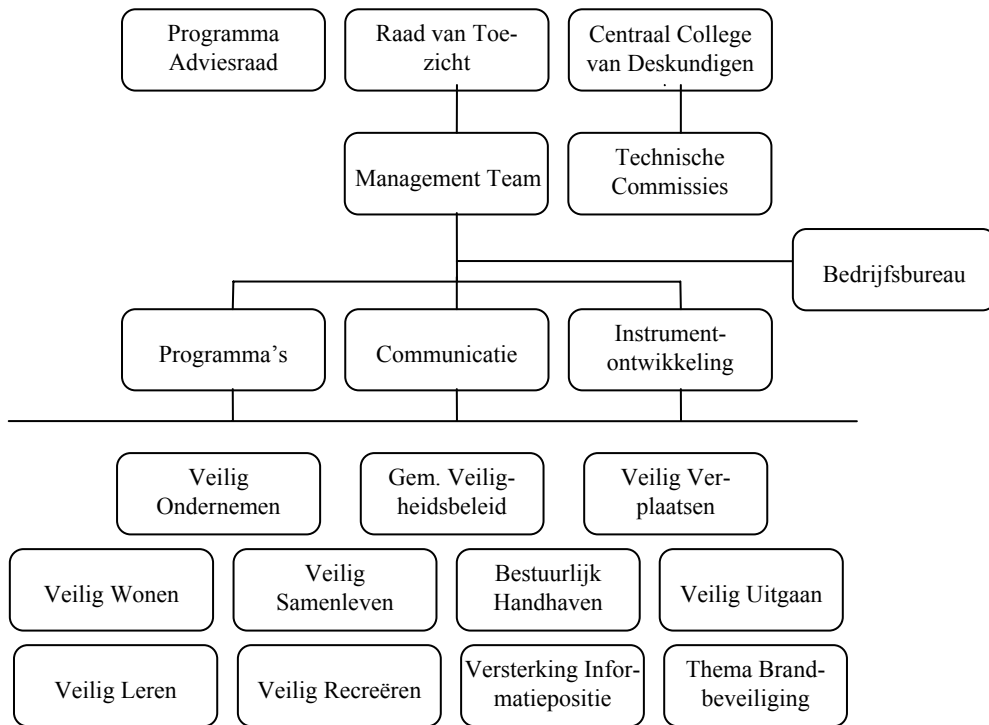 Programma
Adviesraad
Raad van Toe-
zicht
Centraal College
van Deskundigen
.
Management Team
Technische
Commissies
Bedrijfsbureau
Programma’s
Communicatie
Instrument-
ontwikkeling
Veilig
Ondernemen
Gem. Veilig-
heidsbeleid
Veilig Ver-
plaatsen
Veilig Wonen
Veilig
Samenleven
Bestuurlijk
Handhaven
Veilig Uitgaan
Veilig Leren
Veilig Recreëren
Versterking Infor-
matiepositie
Thema Brand-
beveiliging